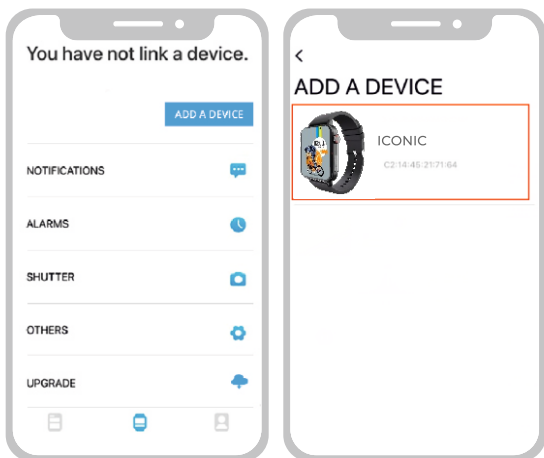 You have not link a device.
ADD A DEVICE
NOTIFICATIONS
ALARMS
SHUTTER
OTHERS
UPGRADE
<
ADD A DEVICE
ICONIC
C2:14:45:21:71:64